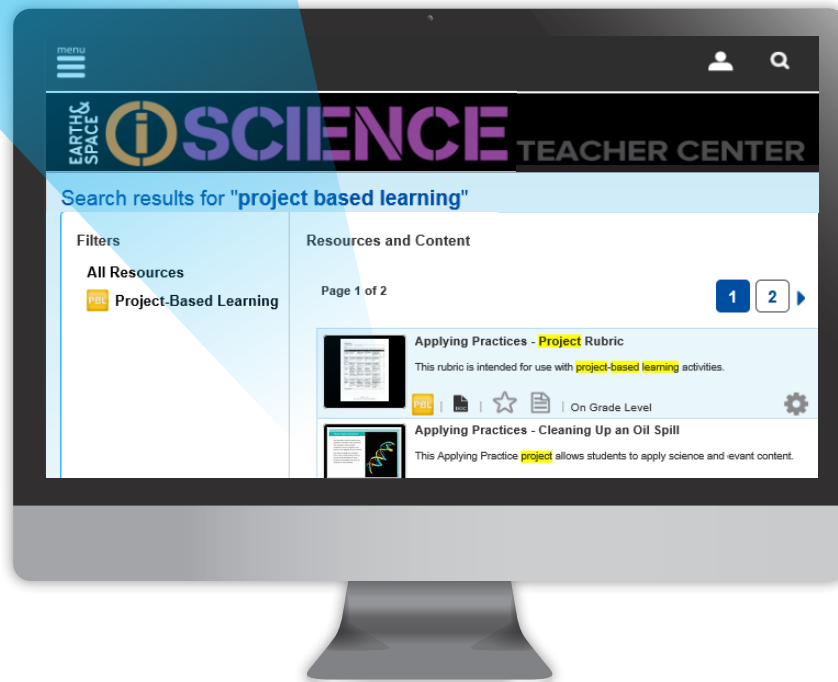 menu
EARTH&
SPACE
iSCIENCE TEACHER CENTER
Search results for "project based learning"
Filters
All Resources
PBL Project-Based Learning
Resources and Content
Page 1 of 2
1 2
Applying Practices - Project Rubric
This rubric is intended for use with project-based learning activities.
PBL | DOC | | On Grade Level
Applying Practices - Cleaning Up an Oil Spill
This Applying Practice project allows students to apply science and evant content.